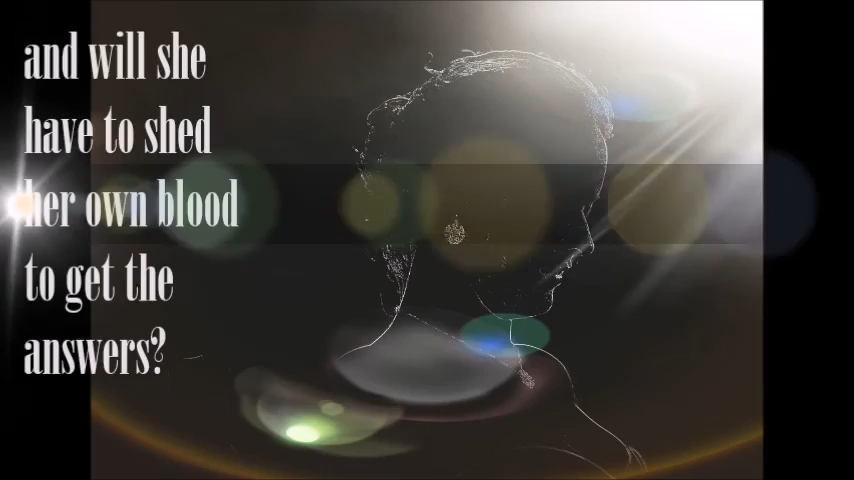 and will she
have to shed
her own blood
to get the
answers?